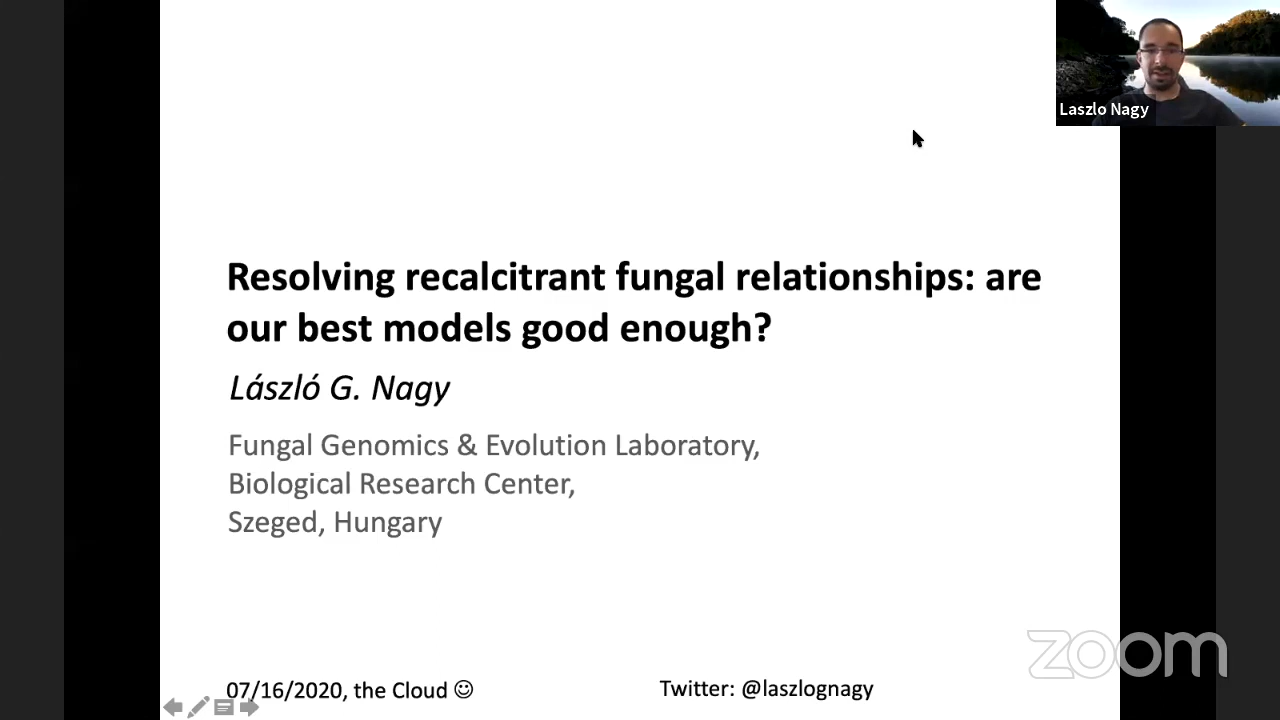 Laszlo Nagy
Resolving recalcitrant fungal relationships: are
our best models good enough?
László G. Nagy
Fungal Genomics & Evolution Laboratory,
Biological Research Center,
Szeged, Hungary
zoom
07/16/2020, the Cloud ☺
Twitter: @laszlognagy